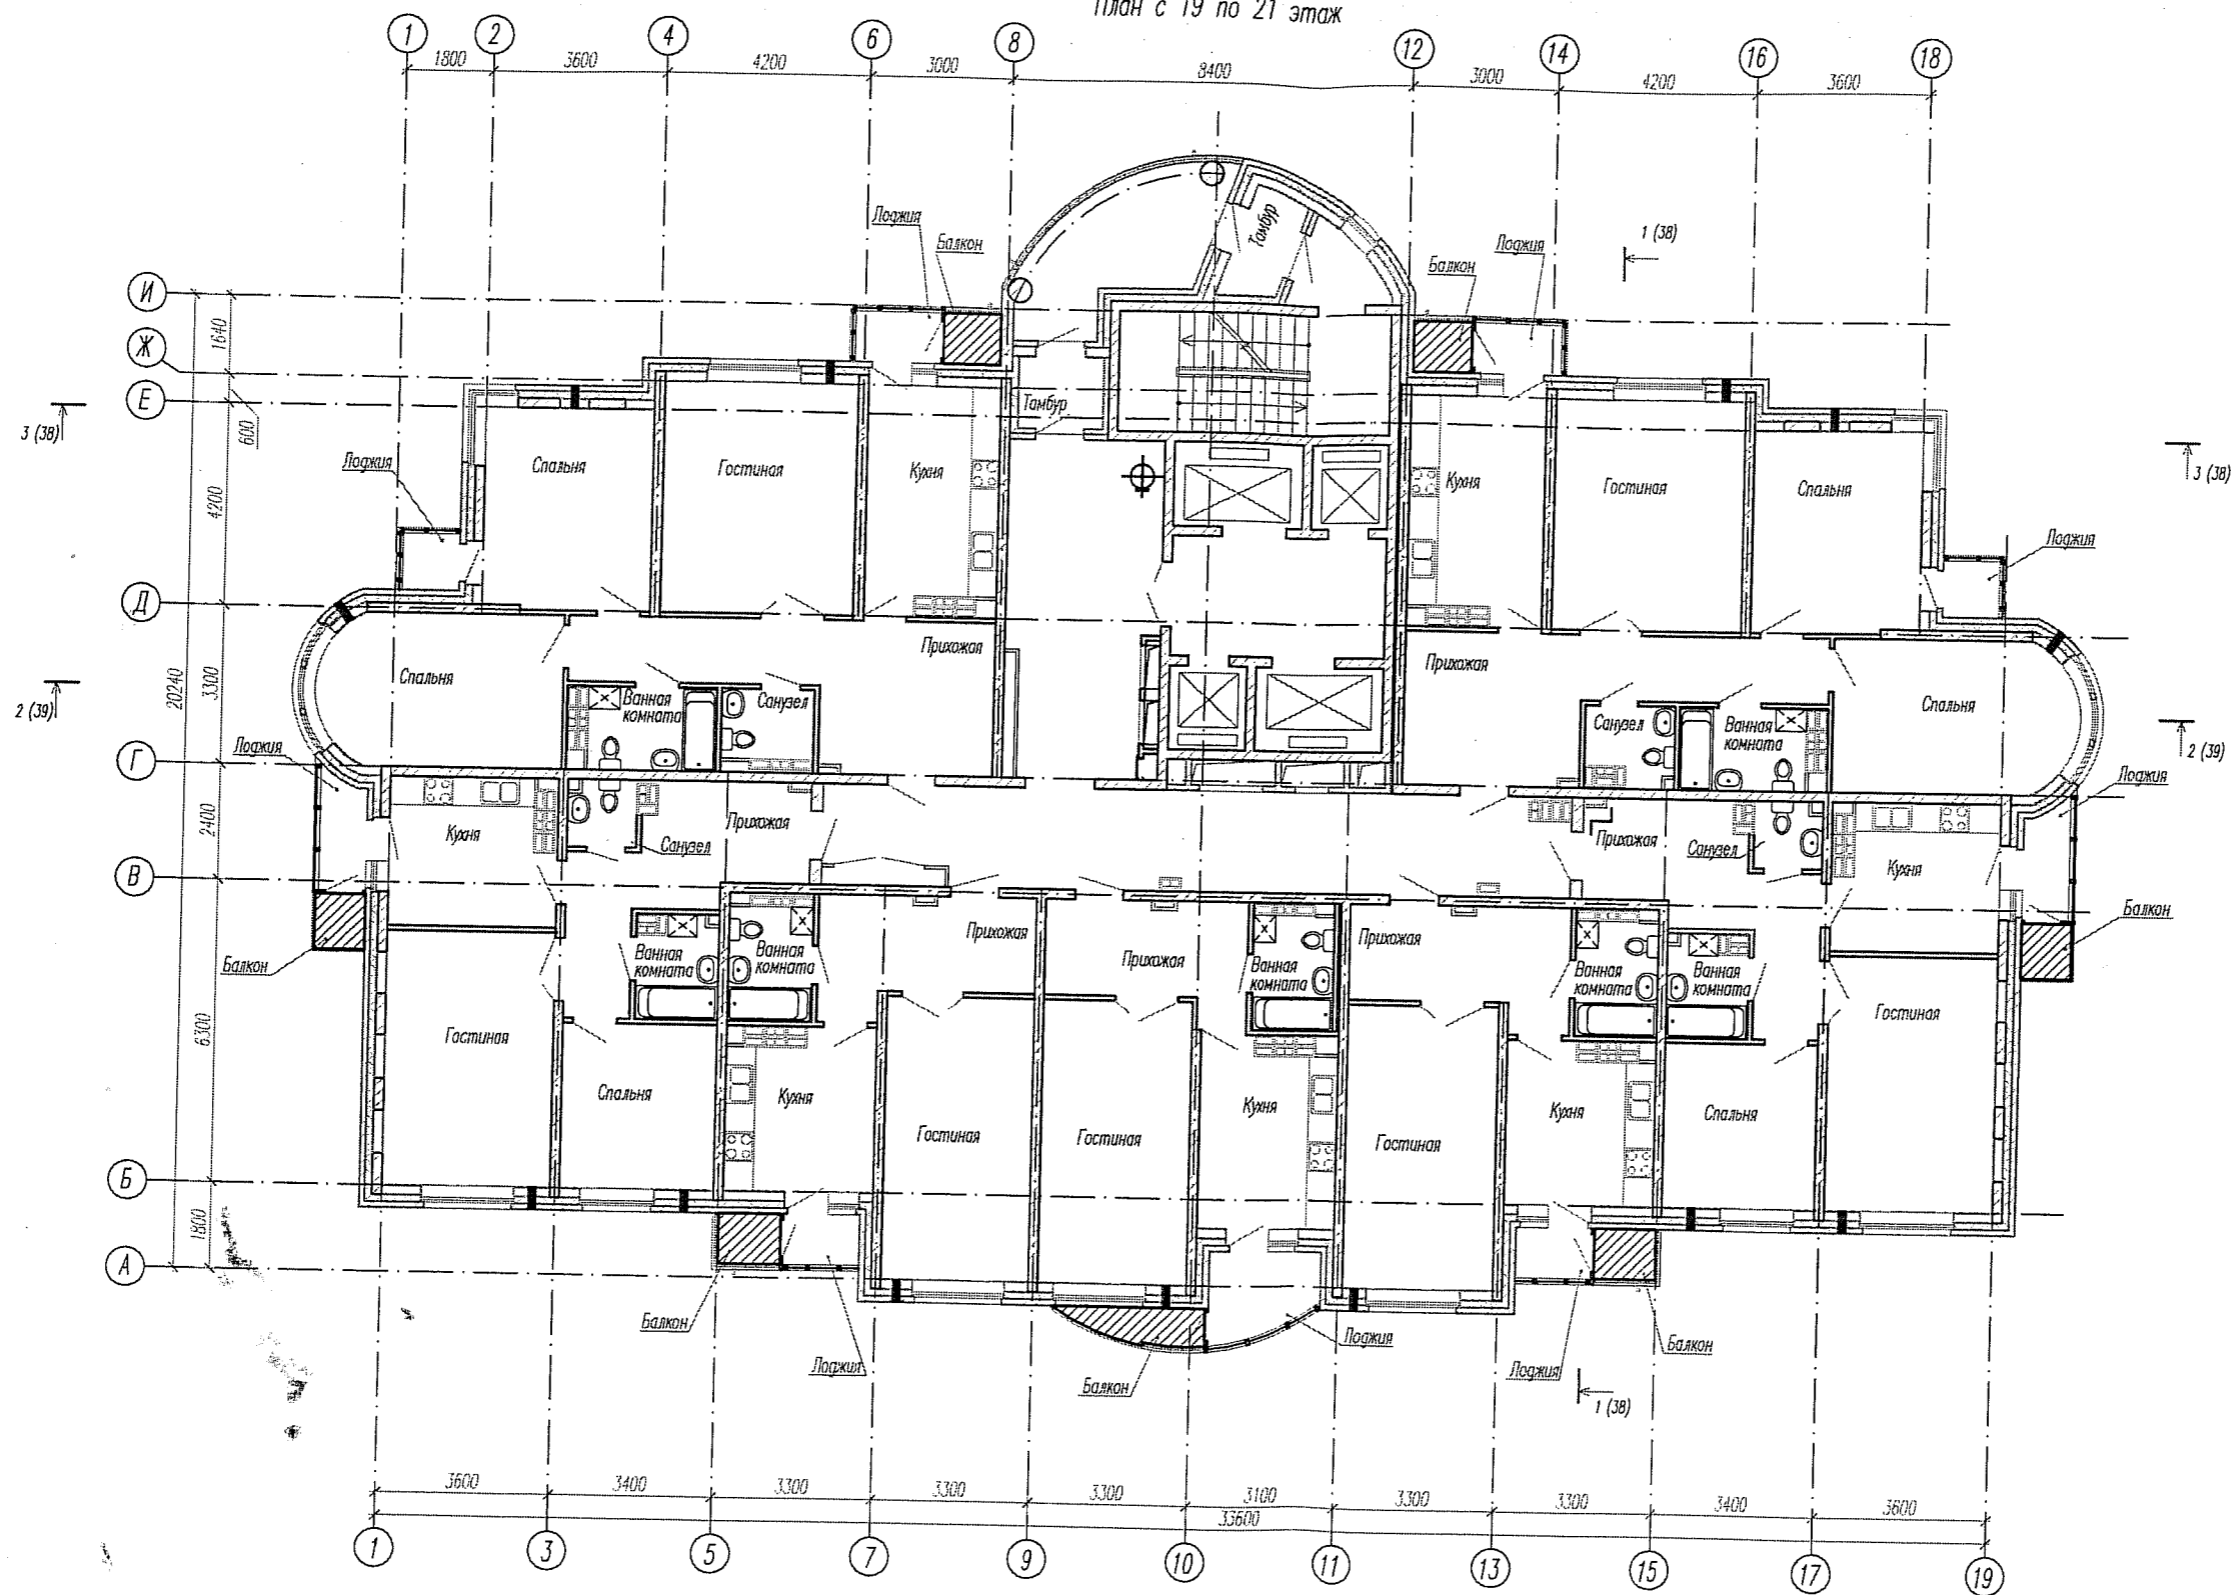 План с 19 по 21 этаж
1 2 4 6 8 12 14 16 18
1800 3600 4200 3000 8400 3000 4200 3600
Лоджия
Балкон
Тамбур
Балкон
Лоджия
1 (38)
И
Ж
Е
Д
Г
В
Б
А
1640
600
4200
3300
2400
6300
1800
20240
3 (38)
3 (38)
2 (39)
2 (39)
Тамбур
Лоджия
Спальня
Гостиная
Кухня
Кухня
Гостиная
Спальня
Лоджия
Спальня
Ванная
комната
Санузел
Прихожая
Прихожая
Санузел
Ванная
комната
Спальня
Лоджия
Лоджия
Кухня
Санузел
Прихожая
Прихожая
Санузел
Кухня
Балкон
Балкон
Ванная
комната
Ванная
комната
Прихожая
Прихожая
Ванная
комната
Прихожая
Ванная
комната
Ванная
комната
Гостиная
Спальня
Кухня
Гостиная
Гостиная
Кухня
Гостиная
Кухня
Спальня
Гостиная
Балкон
Лоджия
Балкон
Лоджия
Лоджия
Балкон
1 (38)
3600 3400 3300 3300 3300 3100 3300 3300 3400 3600
33600
1 3 5 7 9 10 11 13 15 17 19